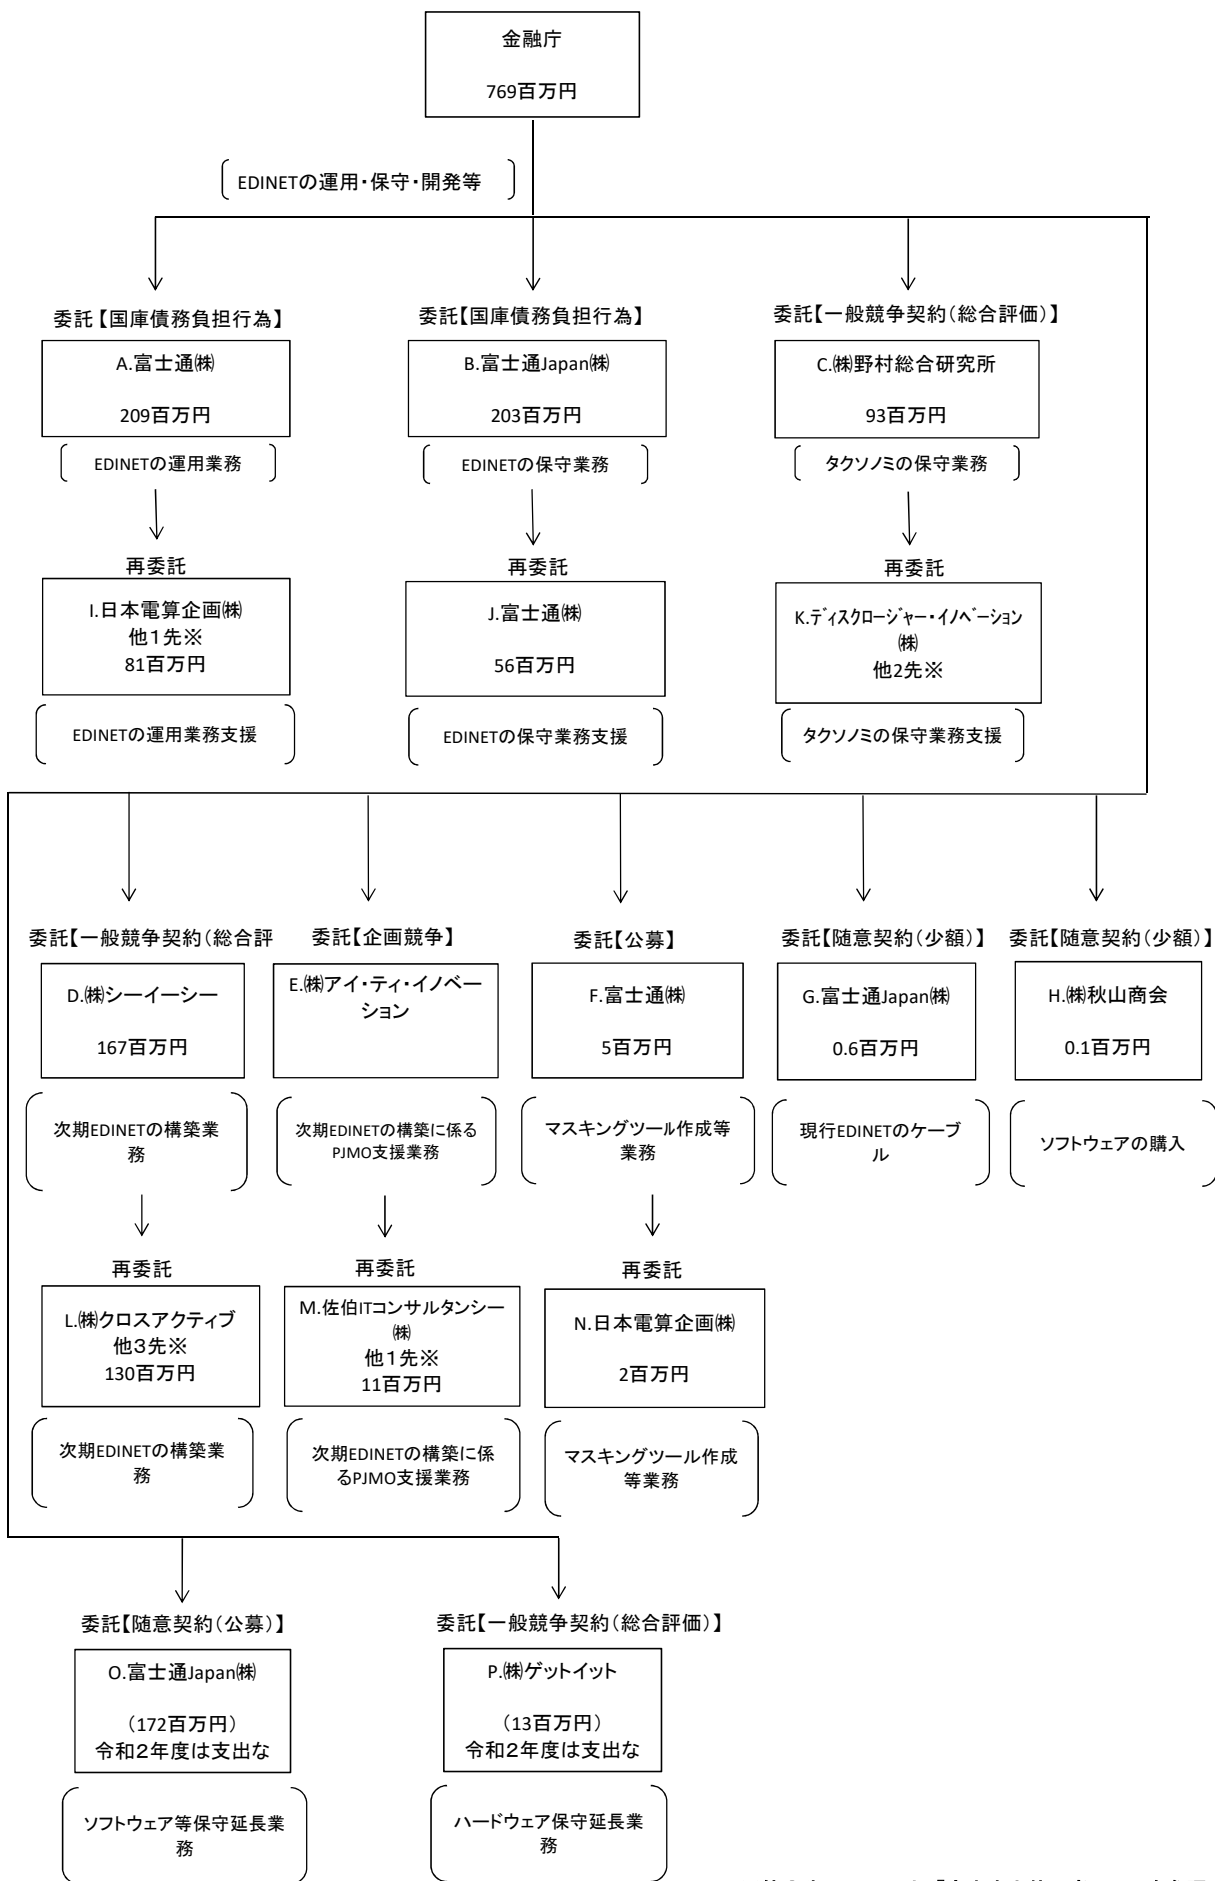 金融庁
769百万円
EDINETの運用・保守・開発等
委託【国庫債務負担行為】
委託【国庫債務負担行為】
委託【一般競争契約(総合評価)】
A.富士通㈱
209百万円
B.富士通Japan㈱
203百万円
C.㈱野村総合研究所
93百万円
EDINETの運用業務
EDINETの保守業務
タクソノミの保守業務
再委託
再委託
再委託
I.日本電算企画㈱
他1先※
81百万円
J.富士通㈱
56百万円
K.ディスクロージャー・イノベーション
㈱
他2先※
EDINETの運用業務支援
EDINETの保守業務支援
タクソノミの保守業務支援
委託【一般競争契約(総合評
委託【企画競争】
委託【公募】
委託【随意契約(少額)】
委託【随意契約(少額)】
D.㈱シーイーシー
167百万円
E.㈱アイ・ティ・イノベー
ション
F.富士通㈱
5百万円
G.富士通Japan㈱
0.6百万円
H.㈱秋山商会
0.1百万円
次期EDINETの構築業
務
次期EDINETの構築に係る
PJMO支援業務
マスキングツール作成等
業務
現行EDINETのケーブ
ル
ソフトウェアの購入
再委託
再委託
再委託
L.㈱クロスアクティブ
他3先※
130百万円
M.佐伯ITコンサルタンシー
㈱
他1先※
11百万円
N.日本電算企画㈱
2百万円
次期EDINETの構築業
務
次期EDINETの構築に係
るPJMO支援業務
マスキングツール作成
等業務
委託【随意契約(公募)】
委託【一般競争契約(総合評価)】
O.富士通Japan㈱
(172百万円)
令和2年度は支出な
P.㈱ゲットイット
(13百万円)
令和2年度は支出な
ソフトウェア等保守延長業
務
ハードウェア保守延長業
務